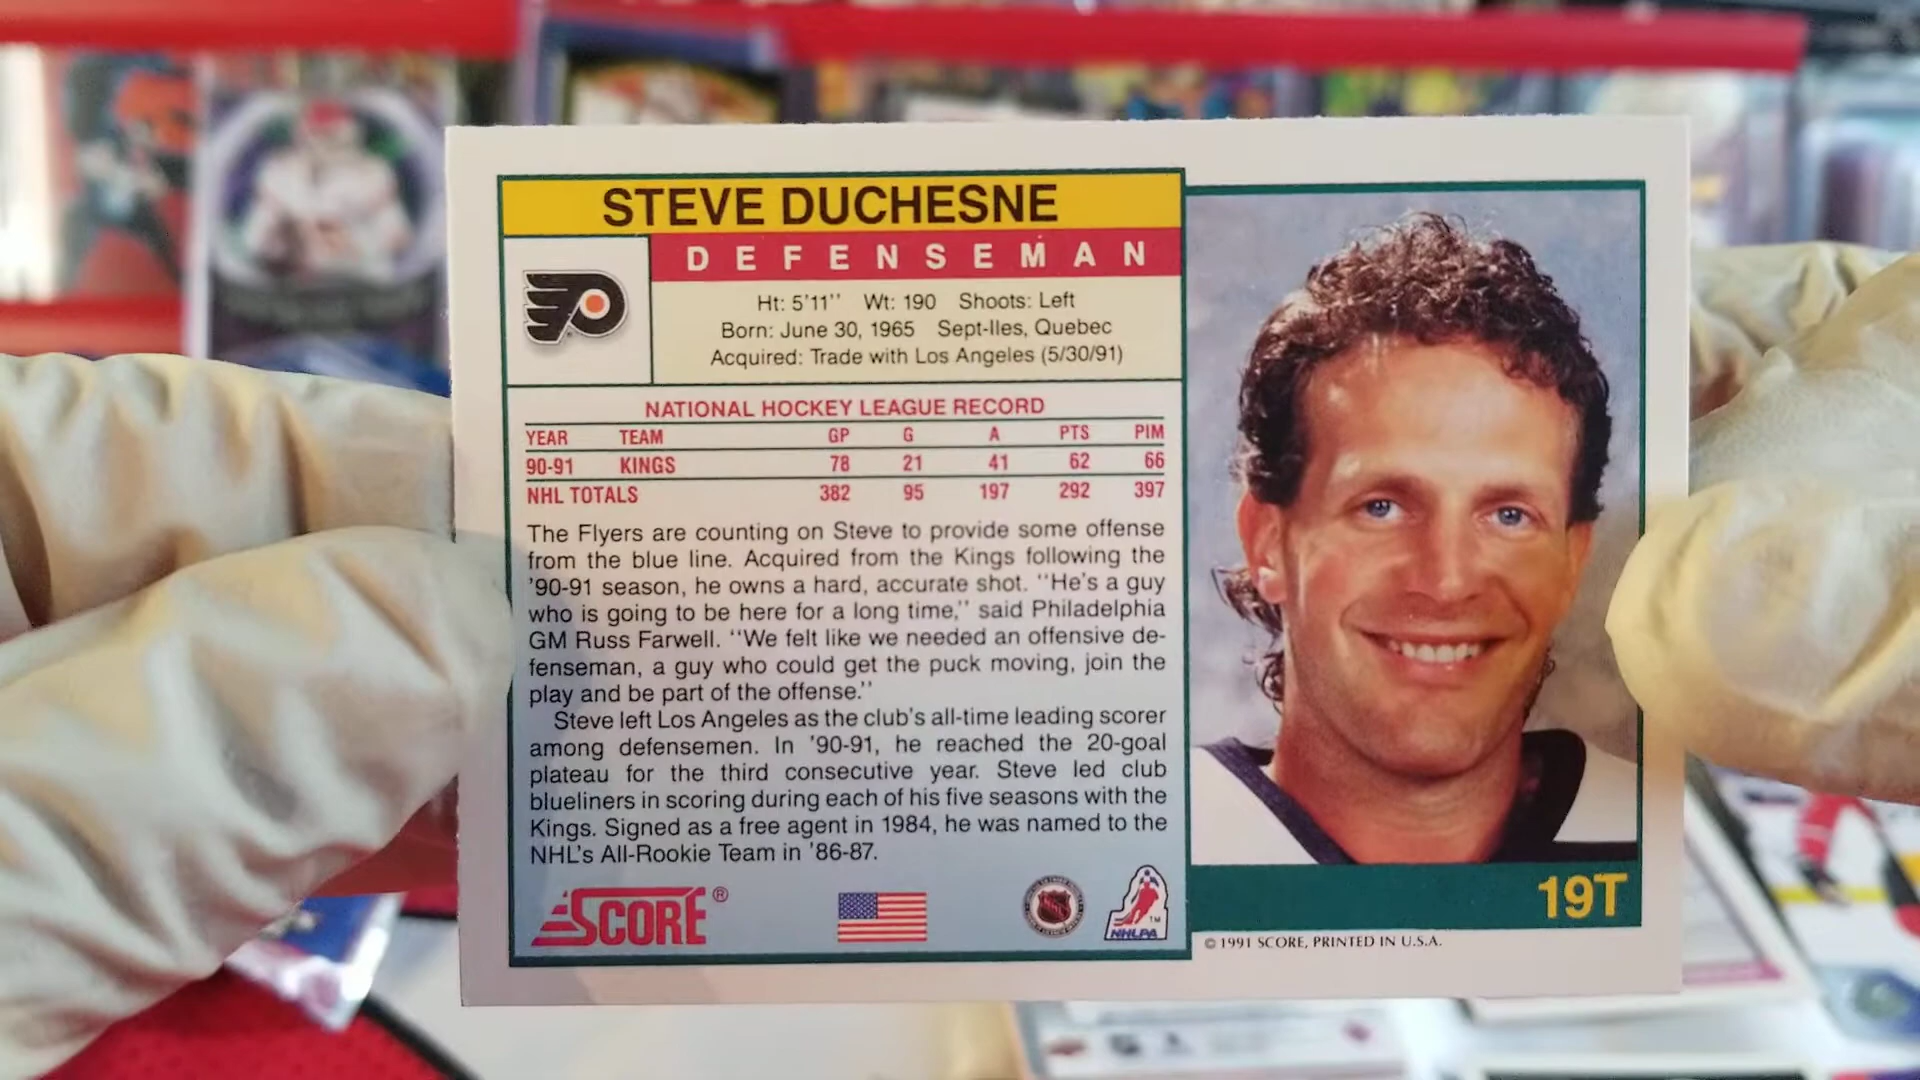 STEVE DUCHESNE
DEFENSEMAN
Ht: 5'11'' Wt: 190 Shoots: Left
Born: June 30, 1965 Sept-Iles, Quebec
Acquired: Trade with Los Angeles (5/30/91)
NATIONAL HOCKEY LEAGUE RECORD
YEAR TEAM GP G A PTS PIM
90-91 KINGS 78 21 41 62 66
NHL TOTALS 382 95 197 292 397
The Flyers are counting on Steve to provide some offense
from the blue line. Acquired from the Kings following the
'90-91 season, he owns a hard, accurate shot. ''He's a guy
who is going to be here for a long time,'' said Philadelphia
GM Russ Farwell. ''We felt like we needed an offensive de-
fenseman, a guy who could get the puck moving, join the
play and be part of the offense.''
Steve left Los Angeles as the club's all-time leading scorer
among defensemen. In '90-91, he reached the 20-goal
plateau for the third consecutive year. Steve led club
blueliners in scoring during each of his five seasons with the
Kings. Signed as a free agent in 1984, he was named to the
NHL's All-Rookie Team in '86-87.
SCORE®
NHL
TM
NHLPA
19T
© 1991 SCORE, PRINTED IN U.S.A.